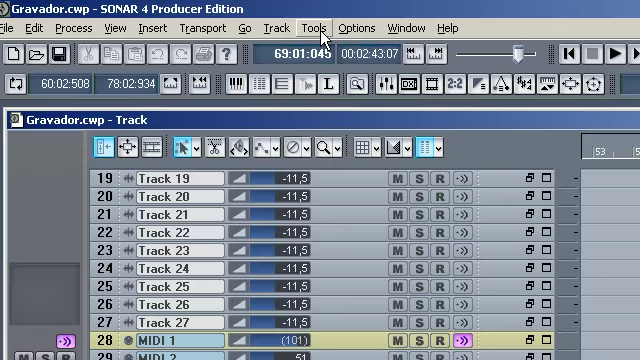 Gravador.cwp - SONAR 4 Producer Edition
File Edit Process View Insert Transport Go Track Tools Options Window Help
69:01:045 00:02:43:07
60:02:508 78:02:934 L 2:2
Gravador.cwp - Track
53 54
19 Track 19 -11,5 M S R
20 Track 20 -11,5 M S R
21 Track 21 -11,5 M S R
22 Track 22 -11,5 M S R
23 Track 23 -11,5 M S R
24 Track 24 -11,5 M S R
25 Track 25 -11,5 M S R
26 Track 26 -11,5 M S R
27 Track 27 -11,5 M S R
28 MIDI 1 (101) M S R
29 MIDI 2 51 M S R
M S R